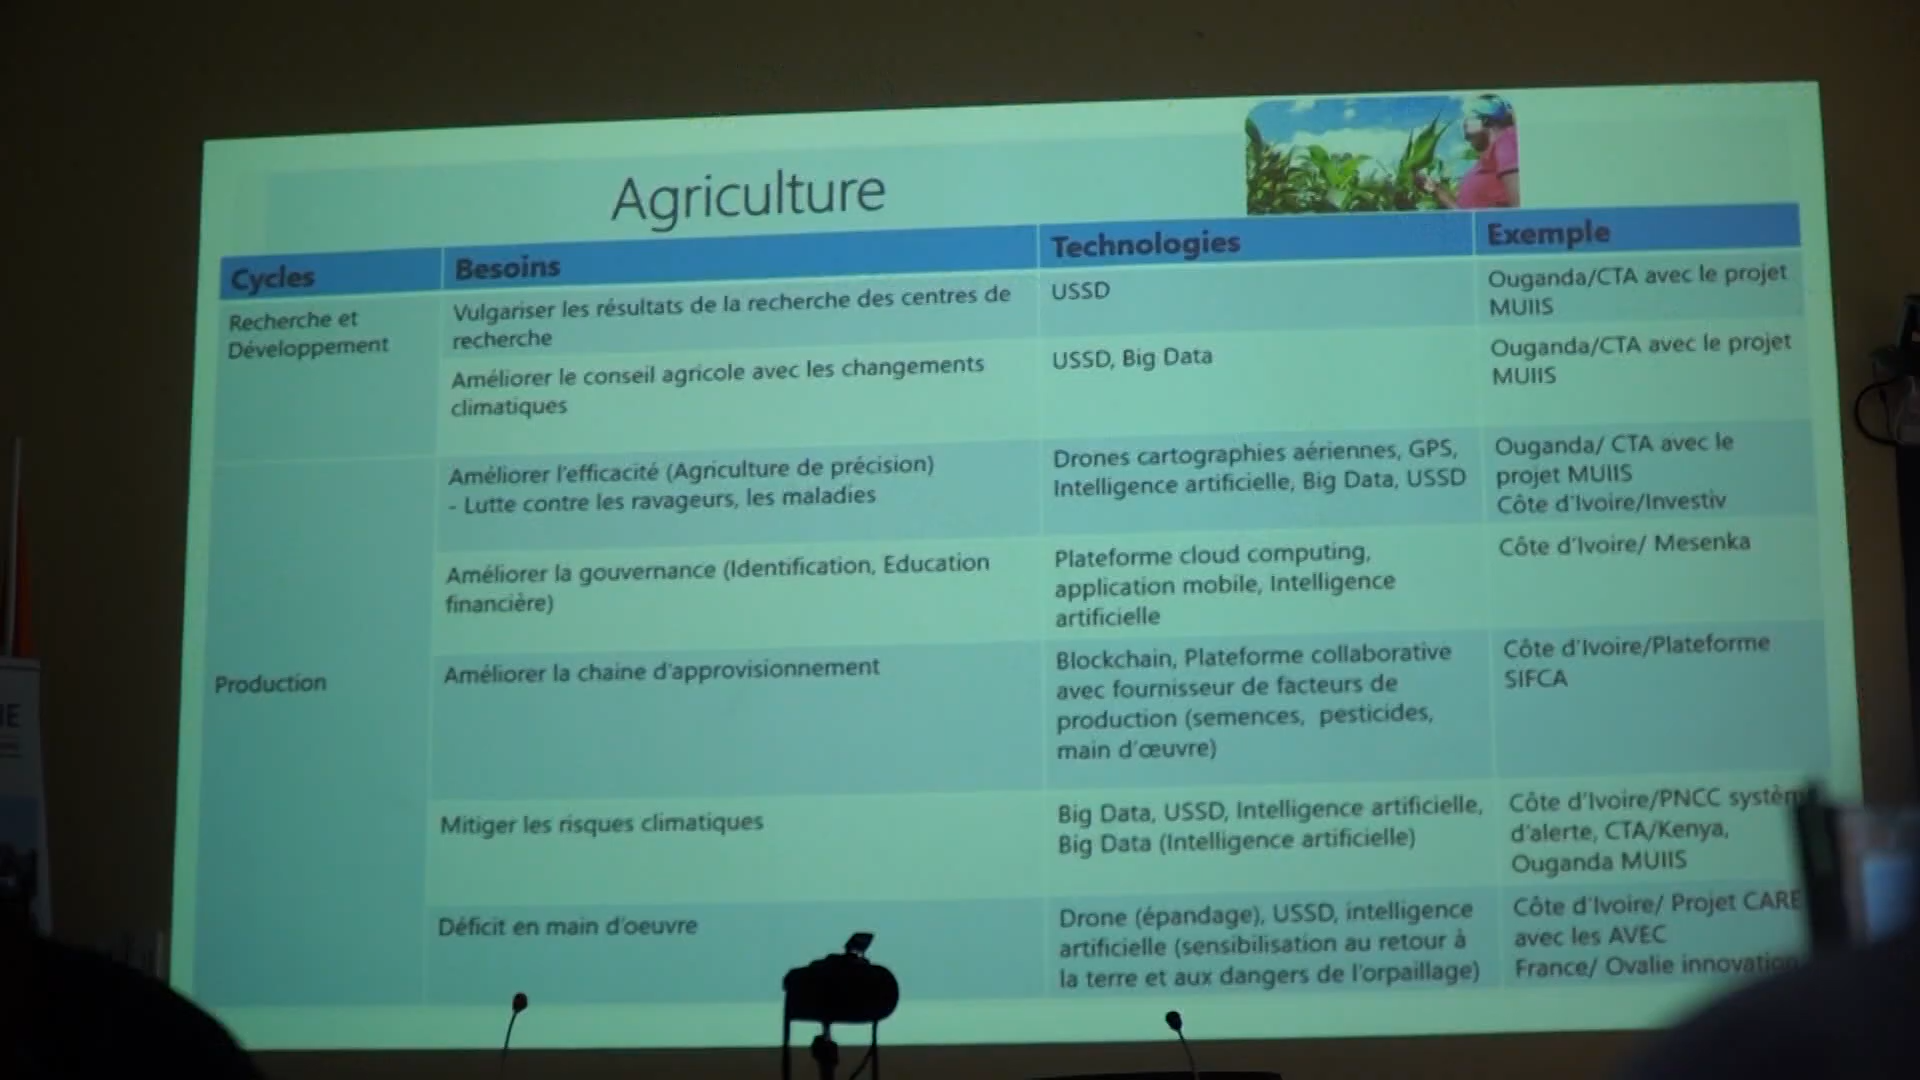 Agriculture
Cycles
Besoins
Technologies
Exemple
Recherche et
Développement
Vulgariser les résultats de la recherche des centres de
recherche
USSD
Ouganda/CTA avec le projet
MUIIS
Améliorer le conseil agricole avec les changements
climatiques
USSD, Big Data
Ouganda/CTA avec le projet
MUIIS
Production
Améliorer l'efficacité (Agriculture de précision)
- Lutte contre les ravageurs, les maladies
Drones cartographies aériennes, GPS,
Intelligence artificielle, Big Data, USSD
Ouganda/ CTA avec le
projet MUIIS
Côte d'Ivoire/Investiv
Améliorer la gouvernance (Identification, Education
financière)
Plateforme cloud computing,
application mobile, Intelligence
artificielle
Côte d'Ivoire/ Mesenka
Améliorer la chaine d'approvisionnement
Blockchain, Plateforme collaborative
avec fournisseur de facteurs de
production (semences, pesticides,
main d'œuvre)
Côte d'Ivoire/Plateforme
SIFCA
Mitiger les risques climatiques
Big Data, USSD, Intelligence artificielle,
Big Data (Intelligence artificielle)
Côte d'Ivoire/PNCC systèm
d'alerte, CTA/Kenya,
Ouganda MUIIS
Déficit en main d'oeuvre
Drone (épandage), USSD, intelligence
artificielle (sensibilisation au retour à
la terre et aux dangers de l'orpaillage)
Côte d'Ivoire/ Projet CARE
avec les AVEC
France/ Ovalie innovation